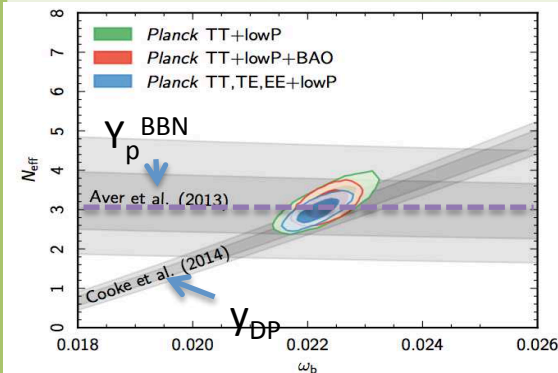 Planck TT+lowP
Planck TT+lowP+BAO
Planck TT,TE,EE+lowP
Y_p^BBN
Aver et al. (2013)
Cooke et al. (2014)
y_DP
N_eff
8
7
6
5
4
3
2
1
0
0.018 0.020 0.022 0.024 0.026
ω_b